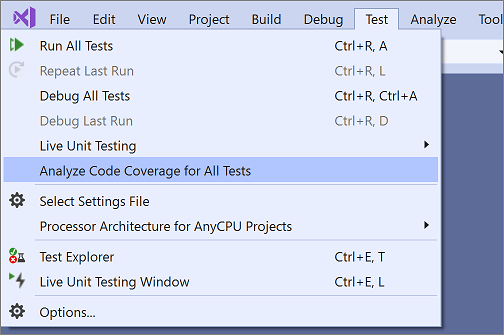 File Edit View Project Build Debug Test Analyze Tool
Run All Tests Ctrl+R, A
Repeat Last Run Ctrl+R, L
Debug All Tests Ctrl+R, Ctrl+A
Debug Last Run Ctrl+R, D
Live Unit Testing
Analyze Code Coverage for All Tests
Select Settings File
Processor Architecture for AnyCPU Projects
Test Explorer Ctrl+E, T
Live Unit Testing Window Ctrl+E, L
Options...